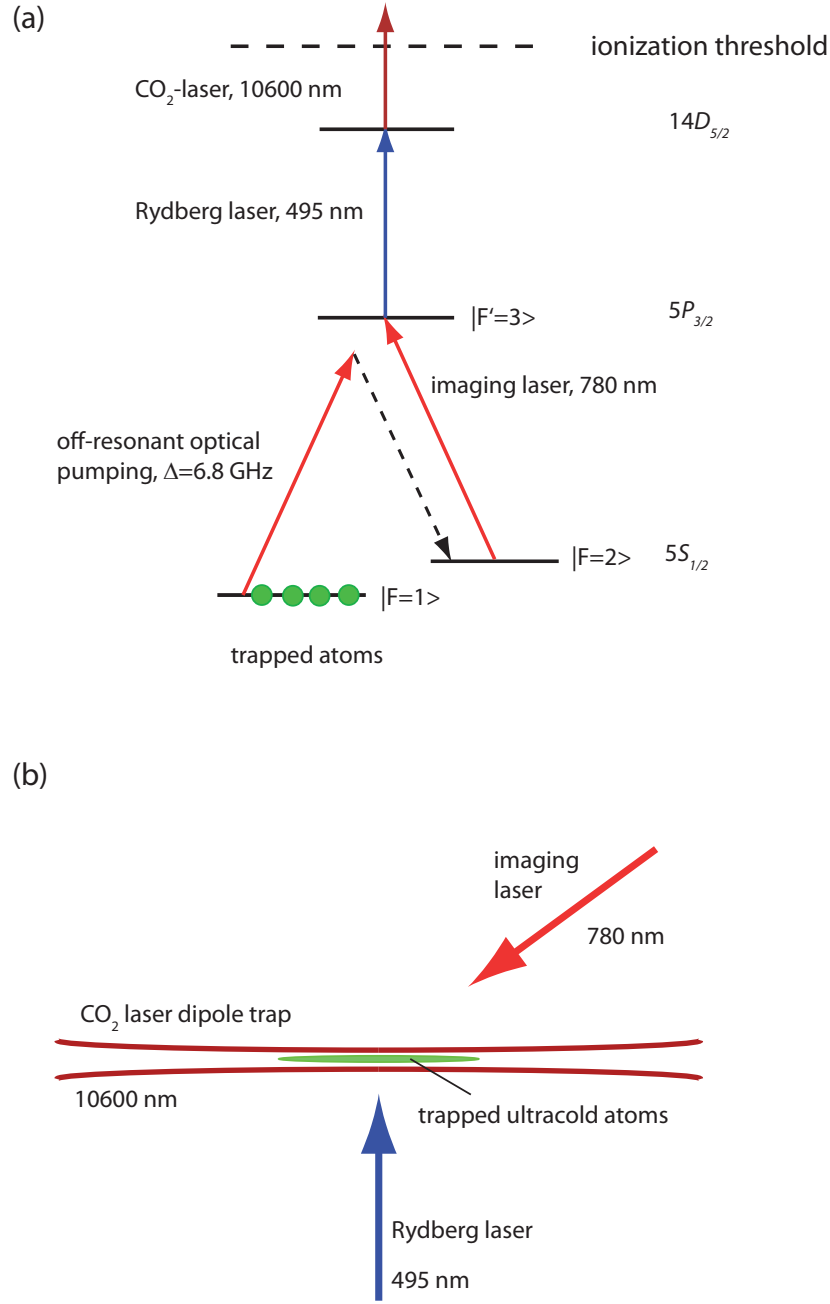 (a)
ionization threshold
CO₂-laser, 10600 nm
14D₅/₂
Rydberg laser, 495 nm
|F'=3>
5P₃/₂
imaging laser, 780 nm
off-resonant optical
pumping, Δ=6.8 GHz
|F=2>
5S₁/₂
|F=1>
trapped atoms
(b)
imaging
laser
780 nm
CO₂ laser dipole trap
10600 nm
trapped ultracold atoms
Rydberg laser
495 nm